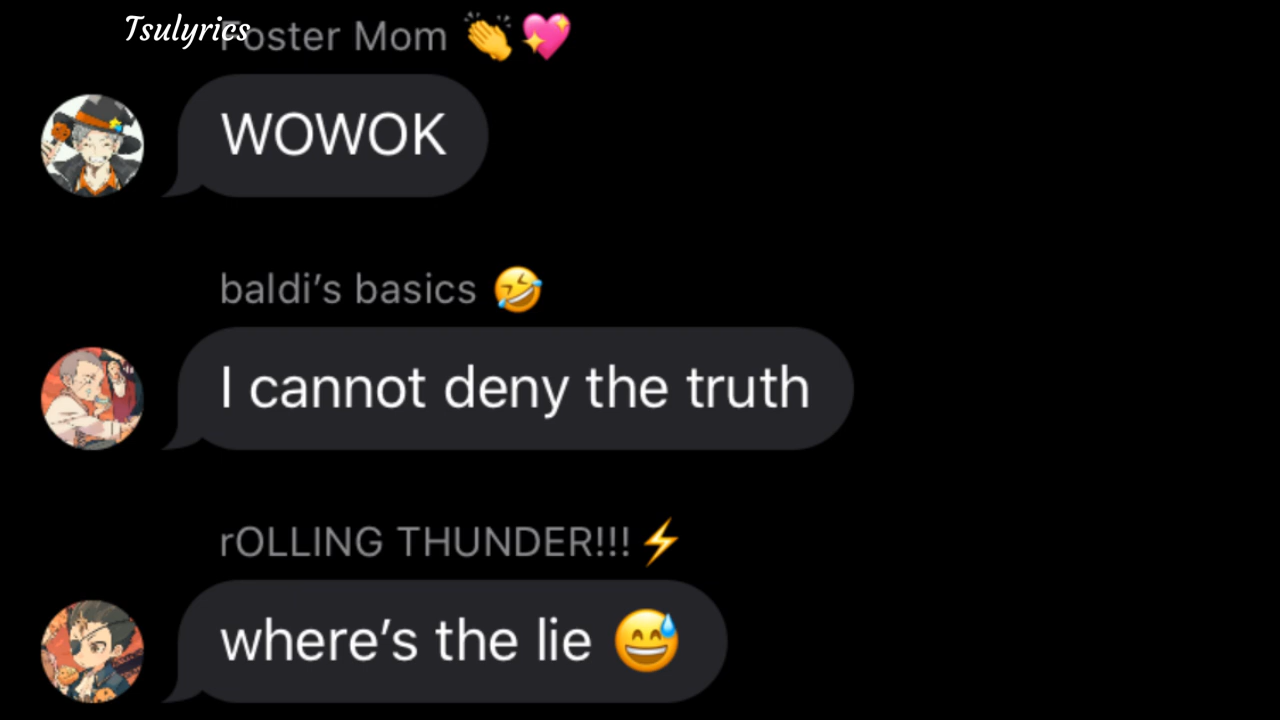 Tsulyrics
Foster Mom 👏💖
WOWOK
baldi’s basics 🤣
I cannot deny the truth
rOLLING THUNDER!!!⚡
where’s the lie 😅